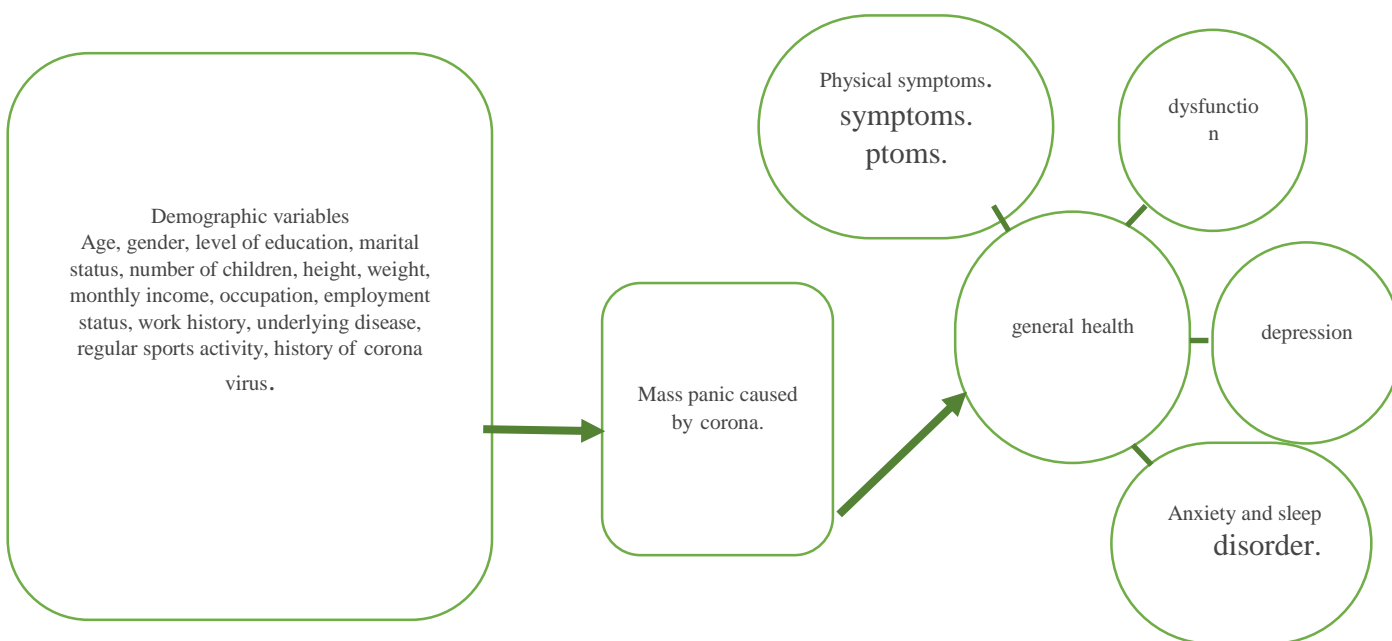 Demographic variables
Age, gender, level of education, marital
status, number of children, height, weight,
monthly income, occupation, employment
status, work history, underlying disease,
regular sports activity, history of corona
virus.
Mass panic caused
by corona.
Physical symptoms.
symptoms.
ptoms.
dysfunctio
n
general health
depression
Anxiety and sleep
disorder.